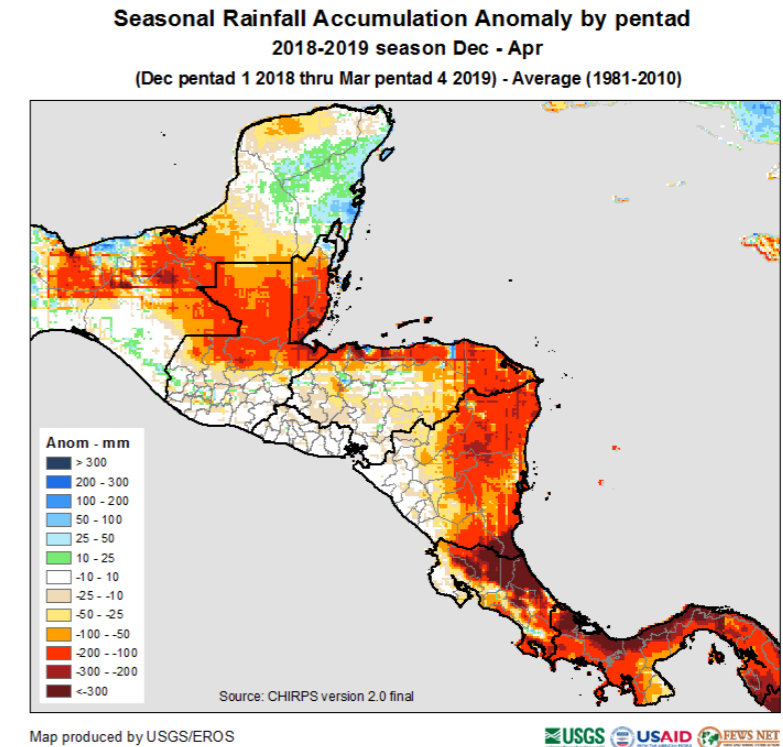 Seasonal Rainfall Accumulation Anomaly by pentad
2018-2019 season Dec - Apr
(Dec pentad 1 2018 thru Mar pentad 4 2019) - Average (1981-2010)
Anom - mm
> 300
200 - 300
100 - 200
50 - 100
25 - 50
10 - 25
-10 - 10
-25 - -10
-50 - -25
-100 - -50
-200 - -100
-300 - -200
<-300
Source: CHIRPS version 2.0 final
Map produced by USGS/EROS
USGS USAID FEWS NET